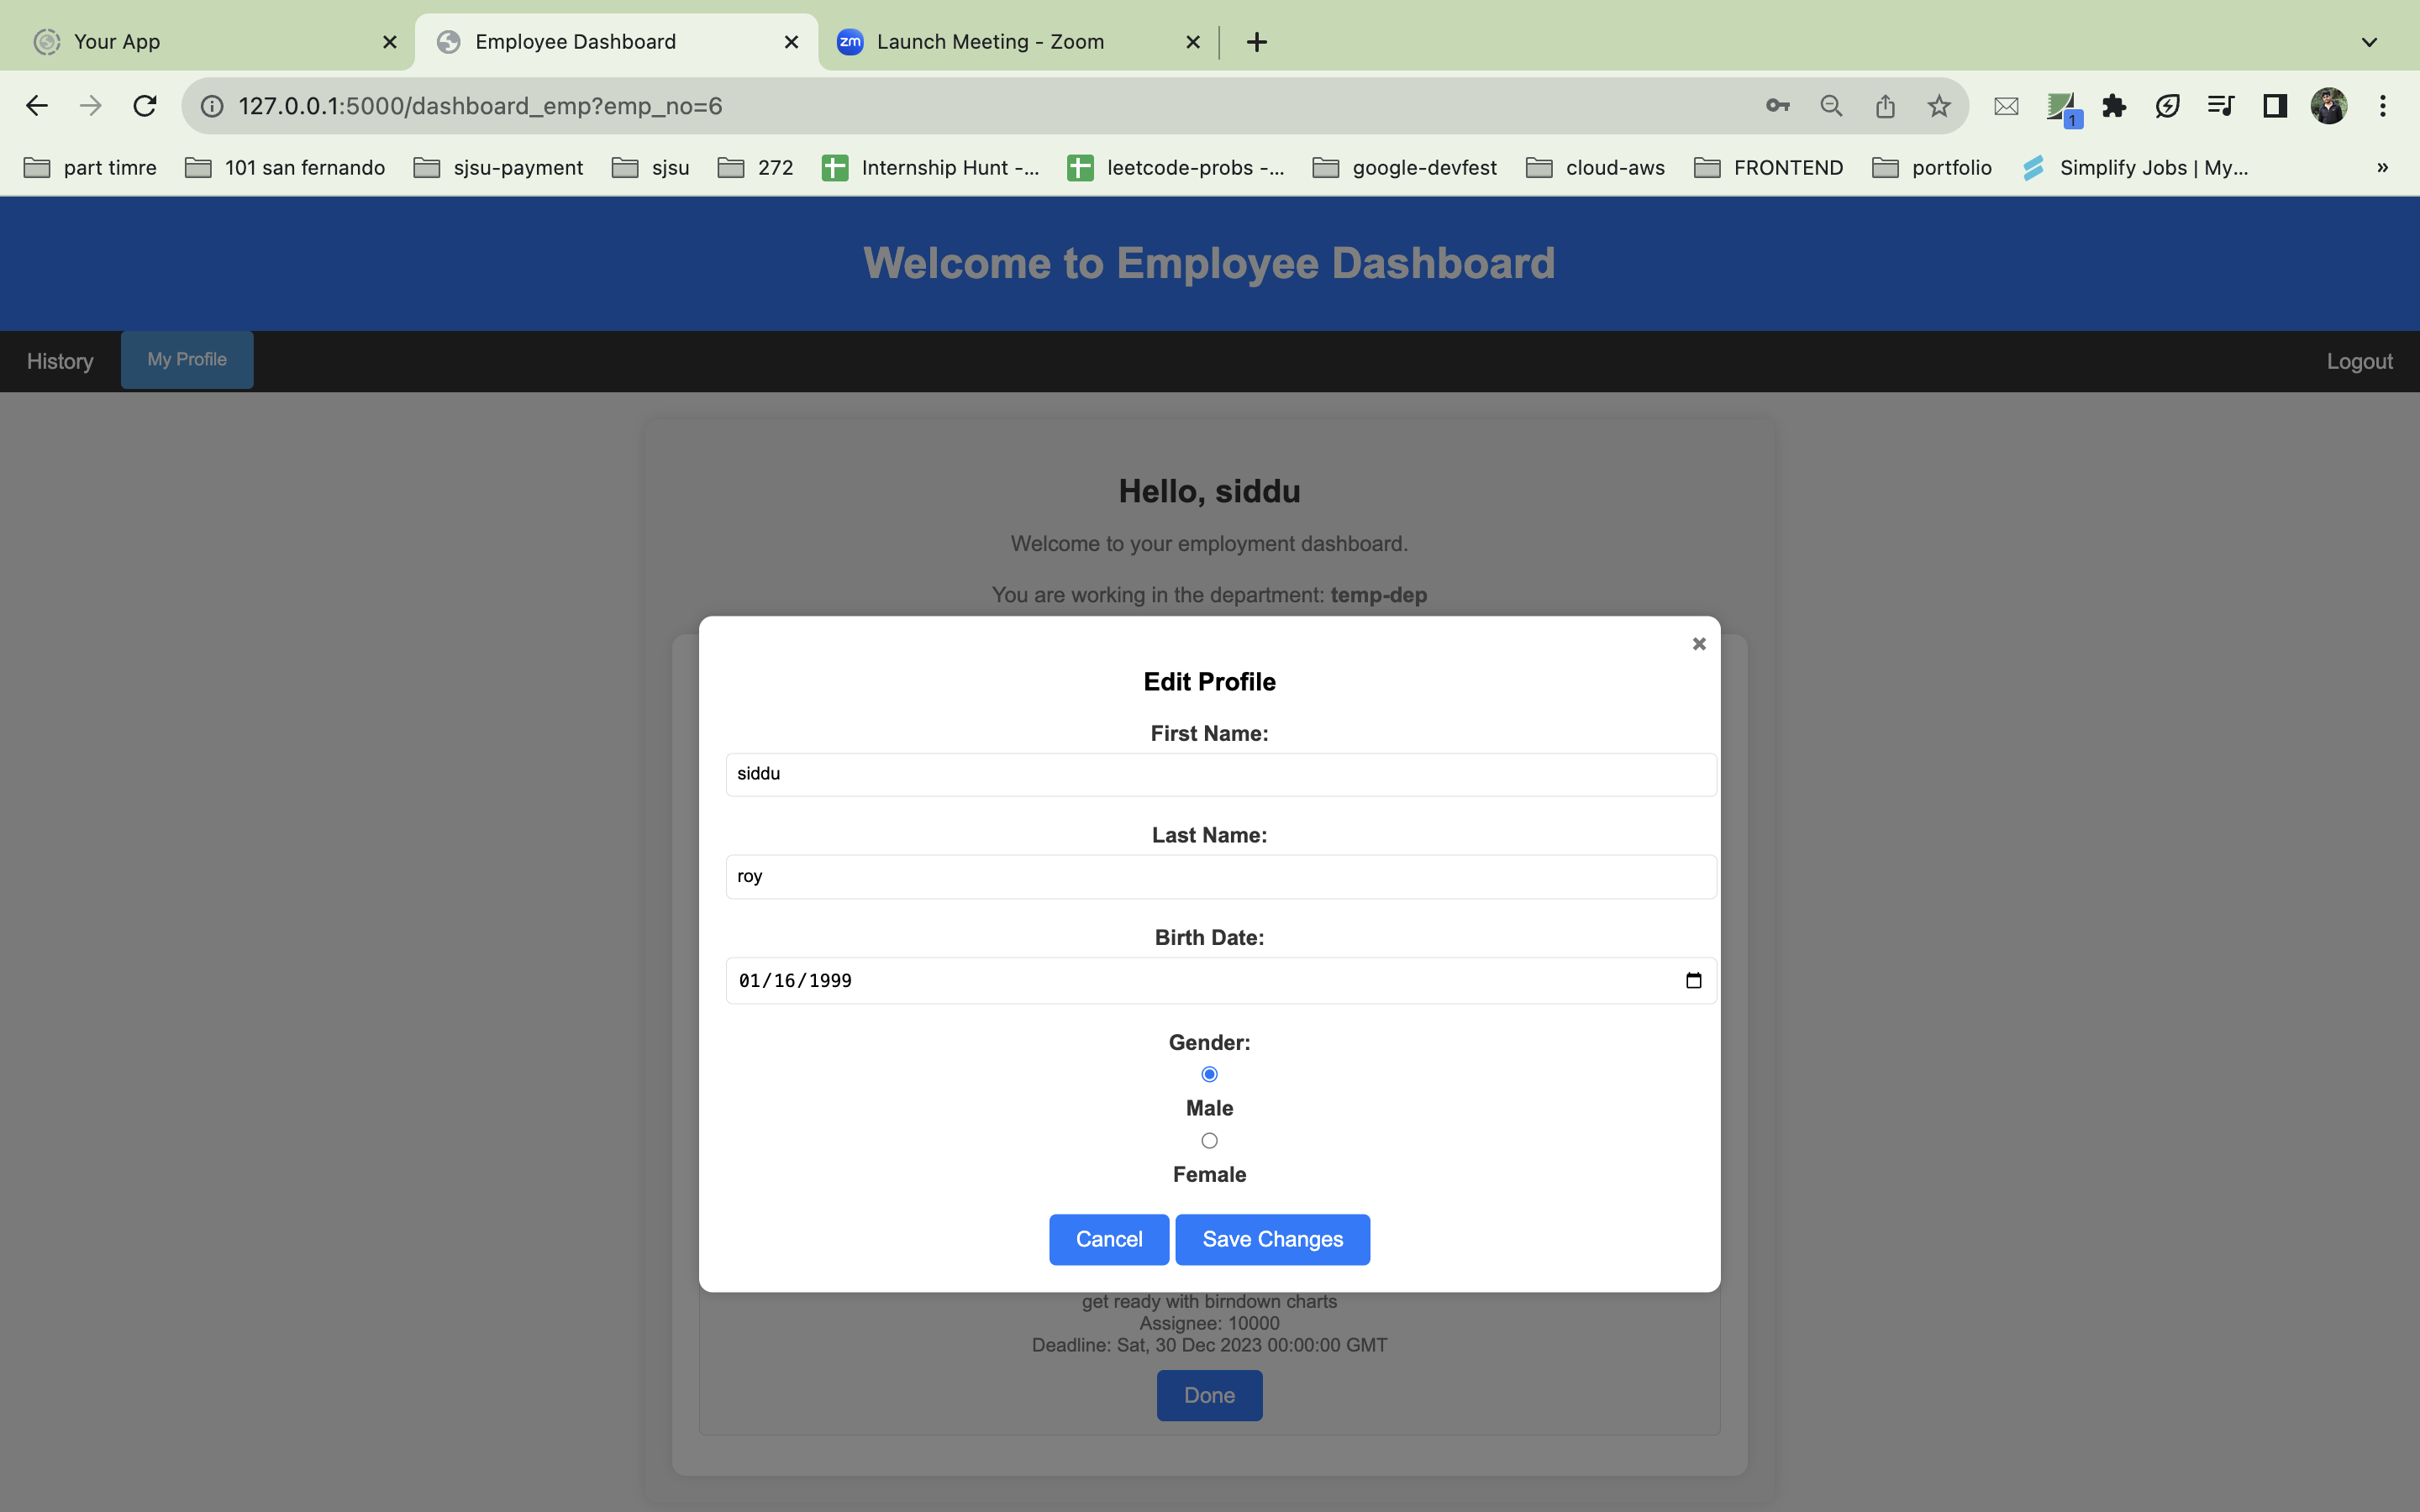 Your App
Employee Dashboard
zm Launch Meeting - Zoom
127.0.0.1:5000/dashboard_emp?emp_no=6
1
part timre
101 san fernando
sjsu-payment
sjsu
272
Internship Hunt -...
leetcode-probs -...
google-devfest
cloud-aws
FRONTEND
portfolio
Simplify Jobs | My...
»
Welcome to Employee Dashboard
History
My Profile
Logout
Hello, siddu
Welcome to your employment dashboard.
You are working in the department: temp-dep
Edit Profile
First Name:
siddu
Last Name:
roy
Birth Date:
01/16/1999
Gender:
Male
Female
Cancel
Save Changes
get ready with birndown charts
Assignee: 10000
Deadline: Sat, 30 Dec 2023 00:00:00 GMT
Done